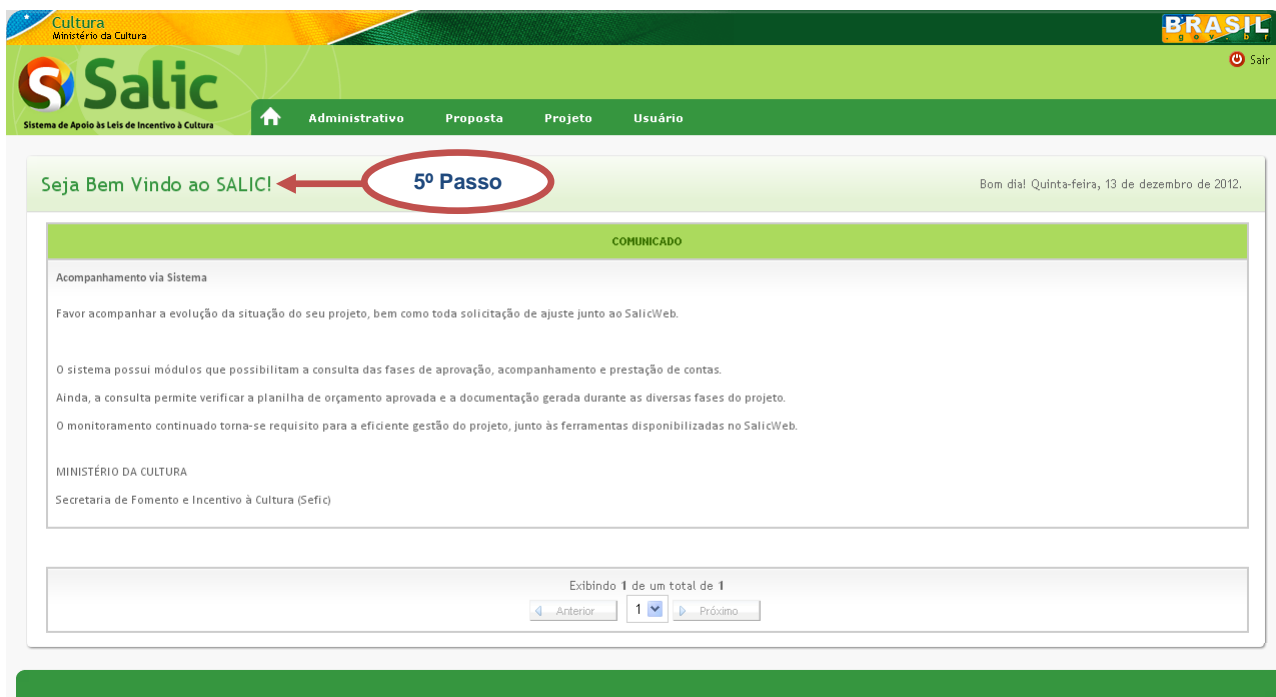 Cultura
Ministério da Cultura
BRASIL
.gov.br
Sair
Salic
Sistema de Apoio às Leis de Incentivo à Cultura
Administrativo Proposta Projeto Usuário
Seja Bem Vindo ao SALIC!
5º Passo
Bom dia! Quinta-feira, 13 de dezembro de 2012.
COMUNICADO
Acompanhamento via Sistema
Favor acompanhar a evolução da situação do seu projeto, bem como toda solicitação de ajuste junto ao SalicWeb.
O sistema possui módulos que possibilitam a consulta das fases de aprovação, acompanhamento e prestação de contas.
Ainda, a consulta permite verificar a planilha de orçamento aprovada e a documentação gerada durante as diversas fases do projeto.
O monitoramento continuado torna-se requisito para a eficiente gestão do projeto, junto às ferramentas disponibilizadas no SalicWeb.
MINISTÉRIO DA CULTURA
Secretaria de Fomento e Incentivo à Cultura (Sefic)
Exibindo 1 de um total de 1
Anterior 1 Próximo